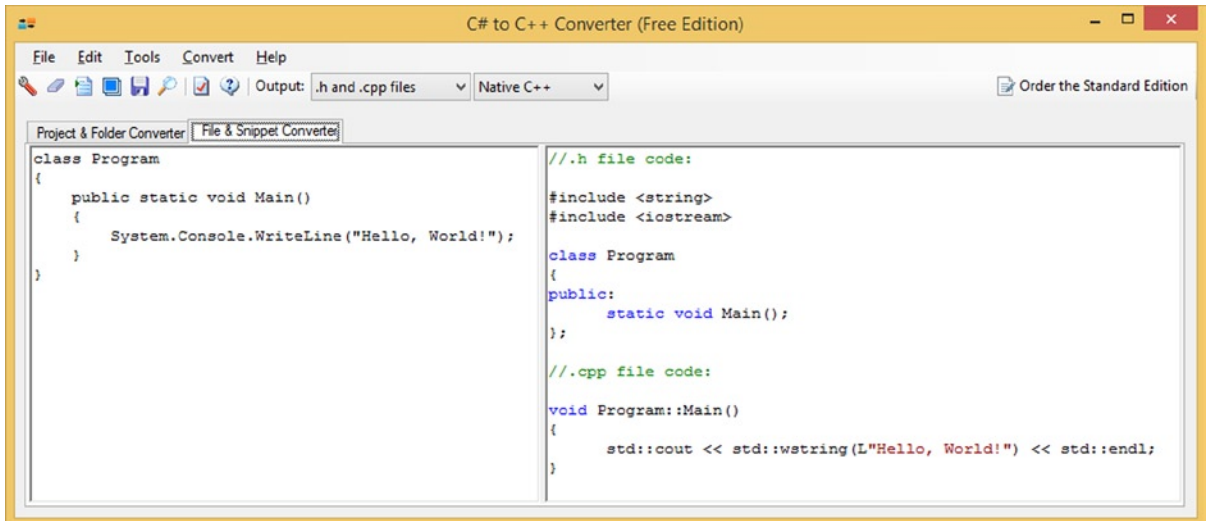 C# to C++ Converter (Free Edition)
File Edit Tools Convert Help
Output: .h and .cpp files Native C++ Order the Standard Edition
Project & Folder Converter File & Snippet Converter
class Program
{
    public static void Main()
    {
        System.Console.WriteLine("Hello, World!");
    }
}
//.h file code:
#include <string>
#include <iostream>
class Program
{
public:
      static void Main();
};
//.cpp file code:
void Program::Main()
{
      std::cout << std::wstring(L"Hello, World!") << std::endl;
}